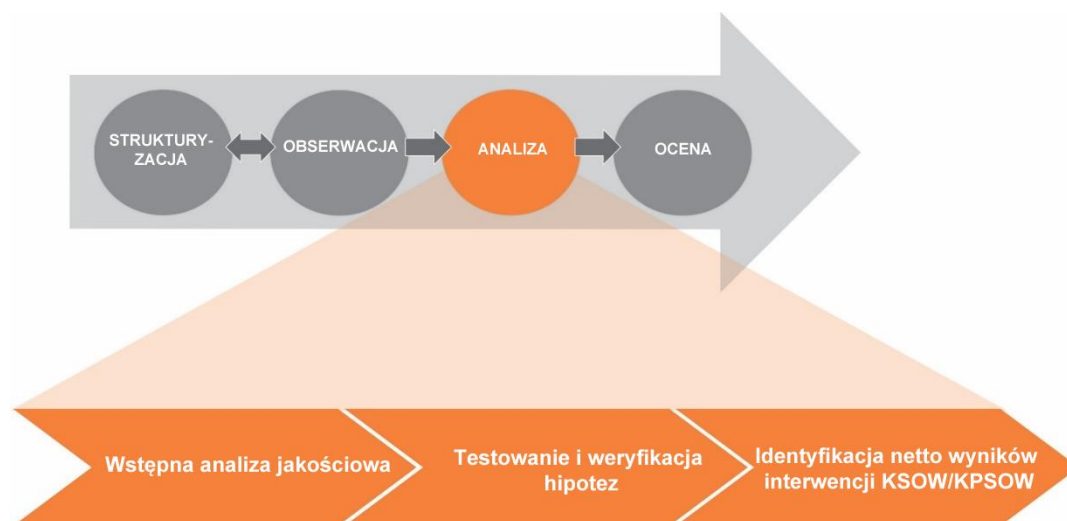 STRUKTURY-
ZACJA
OBSERWACJA
ANALIZA
OCENA
Wstępna analiza jakościowa
Testowanie i weryfikacja
hipotez
Identyfikacja netto wyników
interwencji KSOW/KPSOW